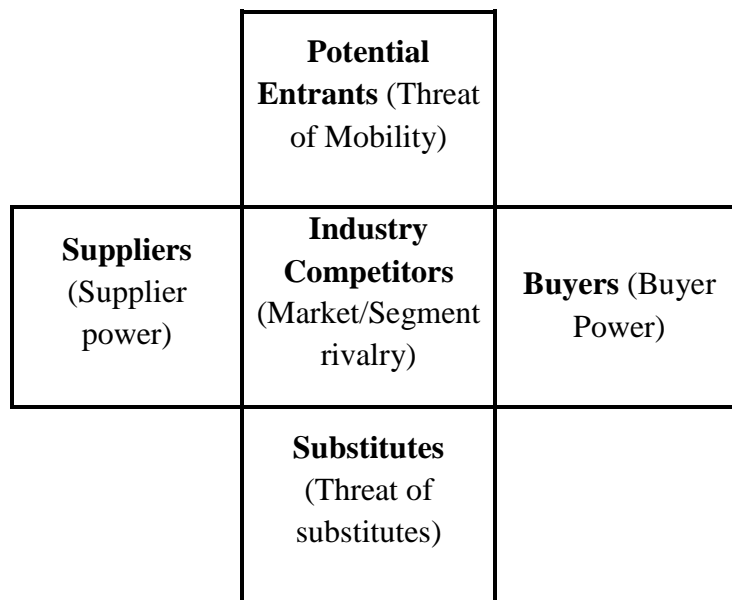 Potential
Entrants (Threat
of Mobility)
Suppliers
(Supplier
power)
Industry
Competitors
(Market/Segment
rivalry)
Buyers (Buyer
Power)
Substitutes
(Threat of
substitutes)